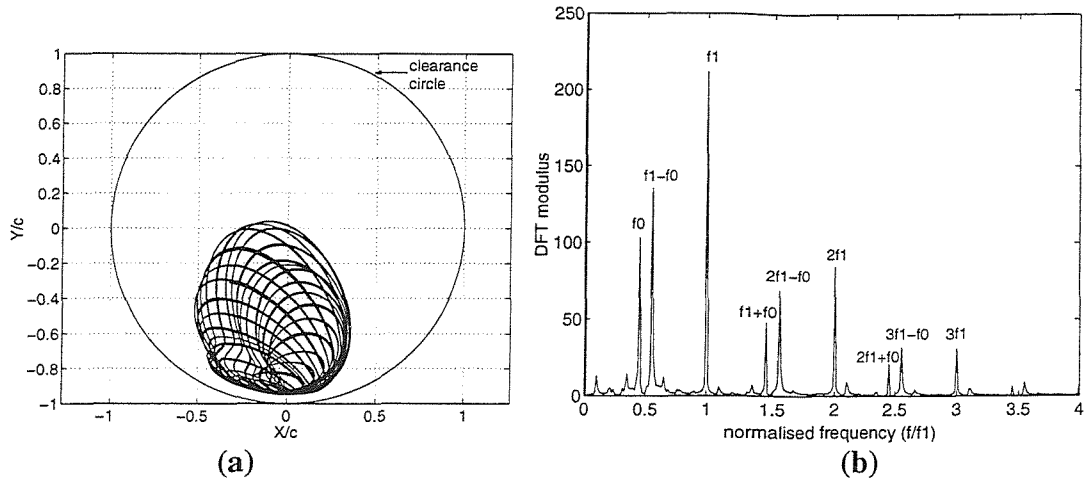 1
0.8
0.6
0.4
0.2
0
−0.2
−0.4
−0.6
−0.8
−1
Y/c
−1
−0.5
0
0.5
1
X/c
clearance
circle
(a)
250
200
150
100
50
0
DFT modulus
0
0.5
1
1.5
2
2.5
3
3.5
4
normalised frequency (f/f1)
f0
f1−f0
f1
f1+f0
2f1−f0
2f1
2f1+f0
3f1−f0
3f1
(b)